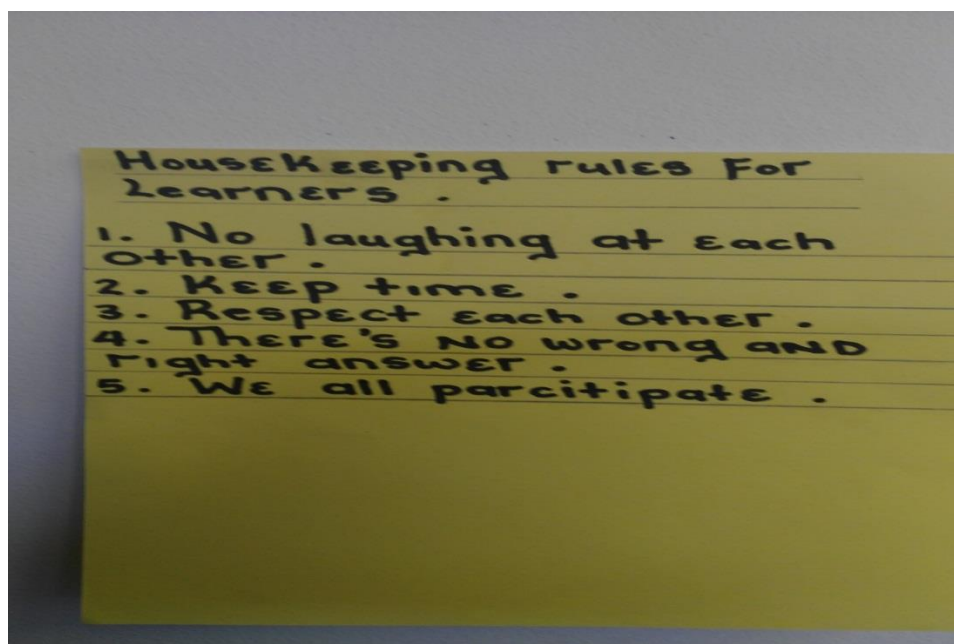 Housekeeping rules For
Learners .
1. No laughing at each
other .
2. Keep time .
3. Respect each other .
4. There's no wrong and
right answer .
5. We all parcitipate .